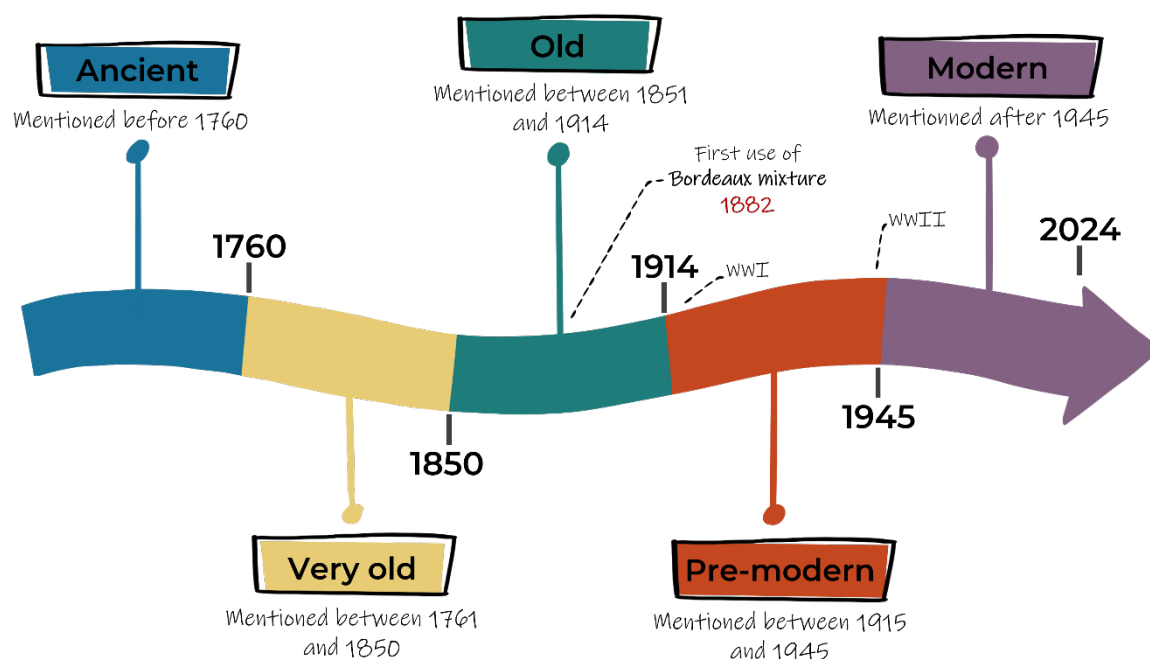 Ancient
Mentioned before 1760
Old
Mentioned between 1851
and 1914
Modern
Mentionned after 1945
First use of
Bordeaux mixture
1882
1760
1914
WWI
WWII
2024
1850
1945
Very old
Mentioned between 1761
and 1850
Pre-modern
Mentioned between 1915
and 1945